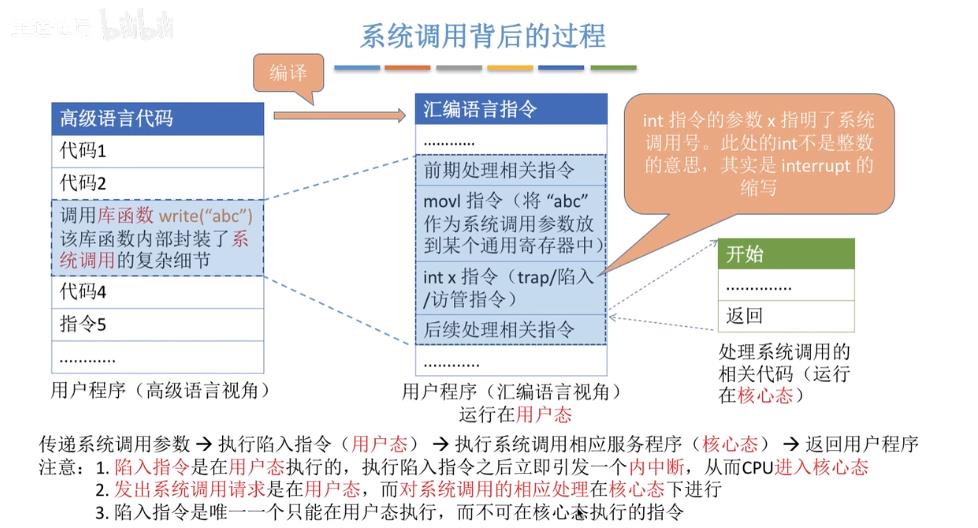 bilibili
系统调用背后的过程
编译
高级语言代码
代码1
代码2
调用库函数 write(“abc”)
该库函数内部封装了系
统调用的复杂细节
代码4
指令5
…………
用户程序（高级语言视角）
汇编语言指令
…………
前期处理相关指令
movl 指令（将 “abc”
作为系统调用参数放
到某个通用寄存器中）
int x 指令（trap/陷入
/访管指令）
后续处理相关指令
…………
用户程序（汇编语言视角）
运行在用户态
int 指令的参数 x 指明了系统
调用号。此处的int不是整数
的意思，其实是 interrupt 的
缩写
开始
…………..
返回
处理系统调用的
相关代码（运行
在核心态）
传递系统调用参数 → 执行陷入指令（用户态） → 执行系统调用相应服务程序（核心态） → 返回用户程序
注意：1. 陷入指令是在用户态执行的，执行陷入指令之后立即引发一个内中断，从而CPU进入核心态
2. 发出系统调用请求是在用户态，而对系统调用的相应处理在核心态下进行
3. 陷入指令是唯一一个只能在用户态执行，而不可在核心态执行的指令